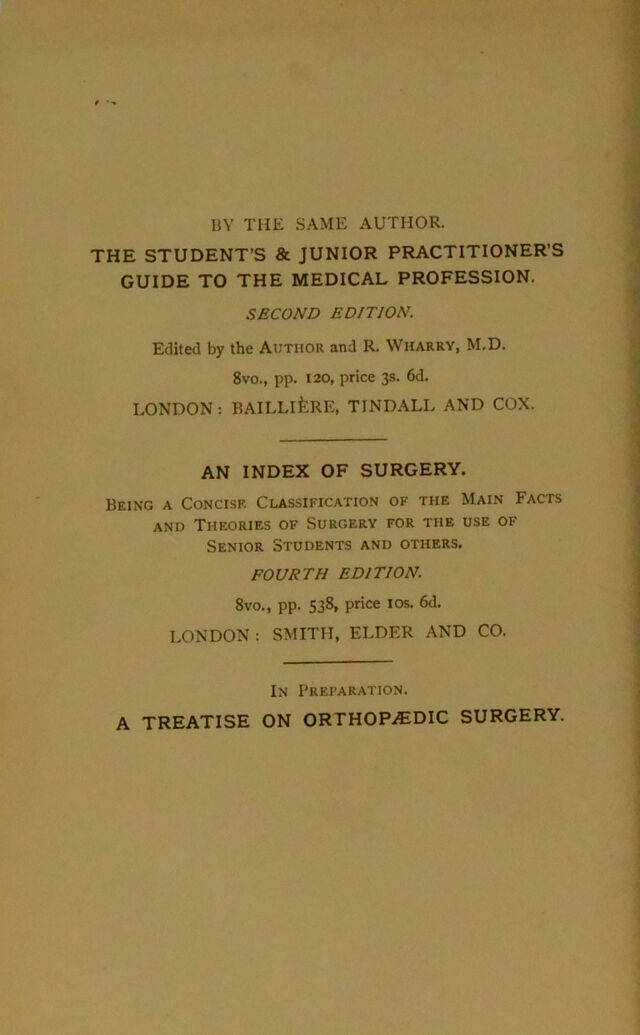 BY THE SAME AUTHOR.
THE STUDENT'S & JUNIOR PRACTITIONER'S
GUIDE TO THE MEDICAL PROFESSION.
SECOND EDITION.
Edited by the AUTHOR and R. WHARRY, M.D.
8vo., pp. 120, price 3s. 6d.
LONDON: BAILLIÈRE, TINDALL AND COX.
AN INDEX OF SURGERY.
BEING A CONCISE CLASSIFICATION OF THE MAIN FACTS
AND THEORIES OF SURGERY FOR THE USE OF
SENIOR STUDENTS AND OTHERS.
FOURTH EDITION.
8vo., pp. 538, price 10s. 6d.
LONDON: SMITH, ELDER AND CO.
IN PREPARATION.
A TREATISE ON ORTHOPÆDIC SURGERY.